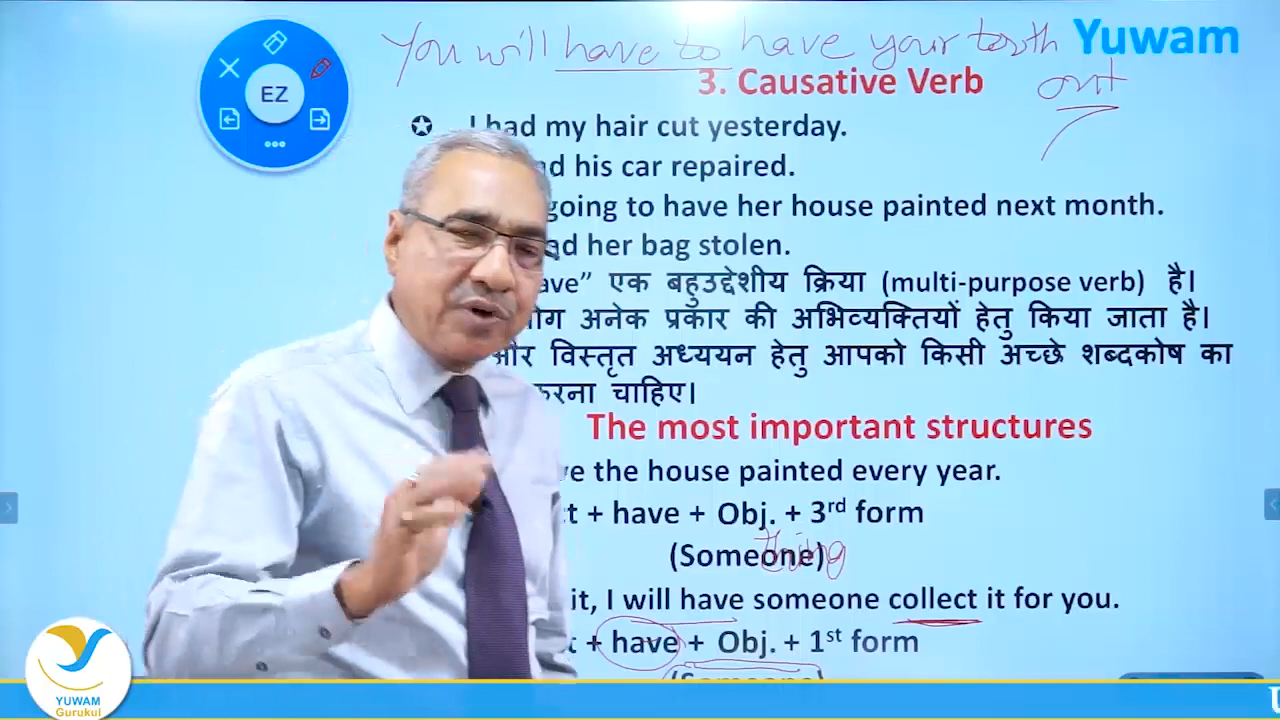 You will have to have your tooth out
Yuwam
EZ
3. Causative Verb
I had my hair cut yesterday.
his car repaired.
going to have her house painted next month.
her bag stolen.
एक बहुउद्देशीय क्रिया (multi-purpose verb) है।
अनेक प्रकार की अभिव्यक्तियों हेतु किया जाता है।
और विस्तृत अध्ययन हेतु आपको किसी अच्छे शब्दकोष का
करना चाहिए।
The most important structures
the house painted every year.
+ have + Obj. + 3rd form
(Someone)
thing
it, I will have someone collect it for you.
+ have + Obj. + 1st form
(Someone)
YUWAM
Gurukul